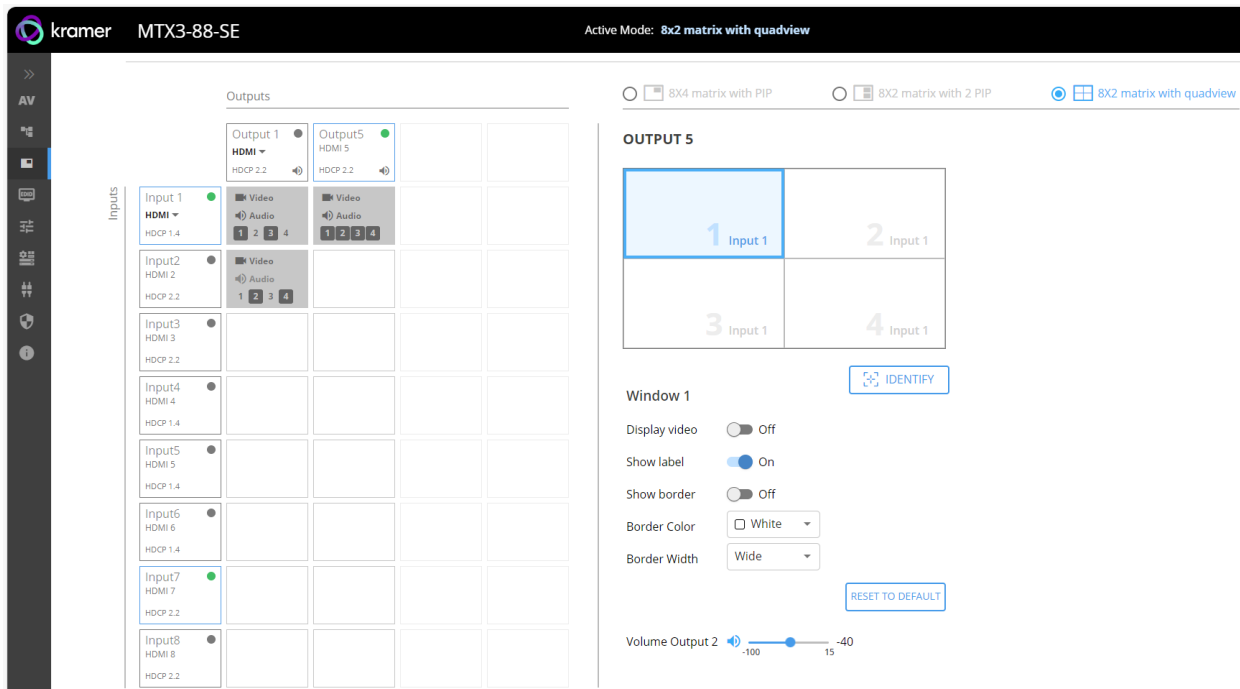 kramer MTX3-88-SE Active Mode: 8x2 matrix with quadview
AV
EDID
Outputs
Inputs
Output 1
HDMI
HDCP 2.2
Output5
HDMI 5
HDCP 2.2
Input 1
HDMI
HDCP 1.4
Video
Audio
1 2 3 4
Video
Audio
1 2 3 4
Input2
HDMI 2
HDCP 2.2
Video
Audio
1 2 3 4
Input3
HDMI 3
HDCP 2.2
Input4
HDMI 4
HDCP 1.4
Input5
HDMI 5
HDCP 1.4
Input6
HDMI 6
HDCP 1.4
Input7
HDMI 7
HDCP 2.2
Input8
HDMI 8
HDCP 2.2
8X4 matrix with PIP 8X2 matrix with 2 PIP 8X2 matrix with quadview
OUTPUT 5
1 Input 1 2 Input 1
3 Input 1 4 Input 1
IDENTIFY
Window 1
Display video Off
Show label On
Show border Off
Border Color White
Border Width Wide
RESET TO DEFAULT
Volume Output 2 -40
-100 15